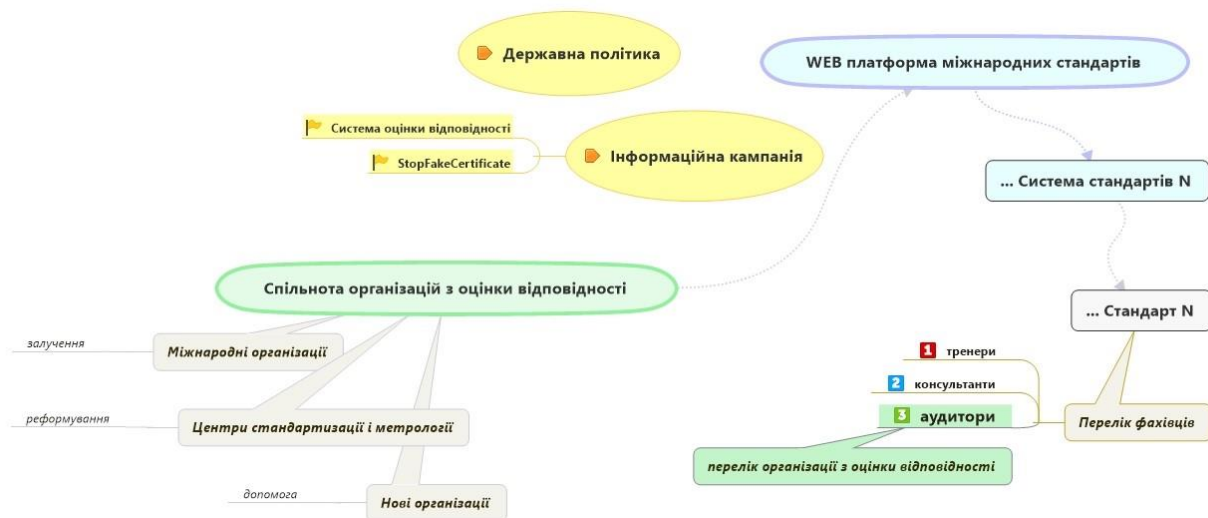 Державна політика
WEB платформа міжнародних стандартів
Система оцінки відповідності
StopFakeCertificate
Інформаційна кампанія
... Система стандартів N
Спільнота організацій з оцінки відповідності
... Стандарт N
залучення
Міжнародні організації
1 тренери
2 консультанти
3 аудитори
Перелік фахівців
реформування
Центри стандартизації і метрології
перелік організації з оцінки відповідності
допомога
Нові організації